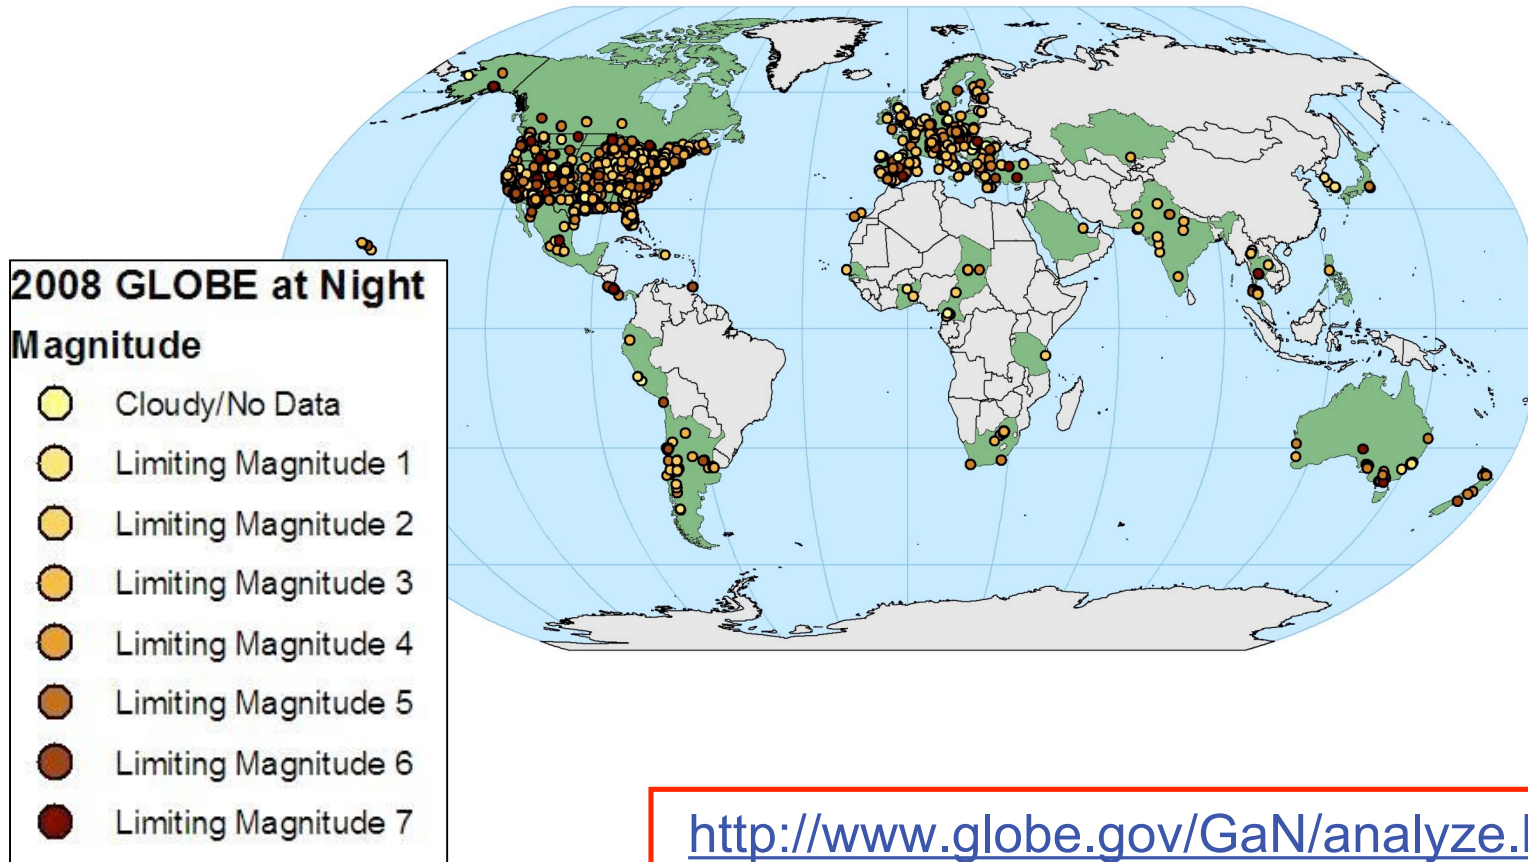 2008 GLOBE at Night
Magnitude
Cloudy/No Data
Limiting Magnitude 1
Limiting Magnitude 2
Limiting Magnitude 3
Limiting Magnitude 4
Limiting Magnitude 5
Limiting Magnitude 6
Limiting Magnitude 7
http://www.globe.gov/GaN/analyze.